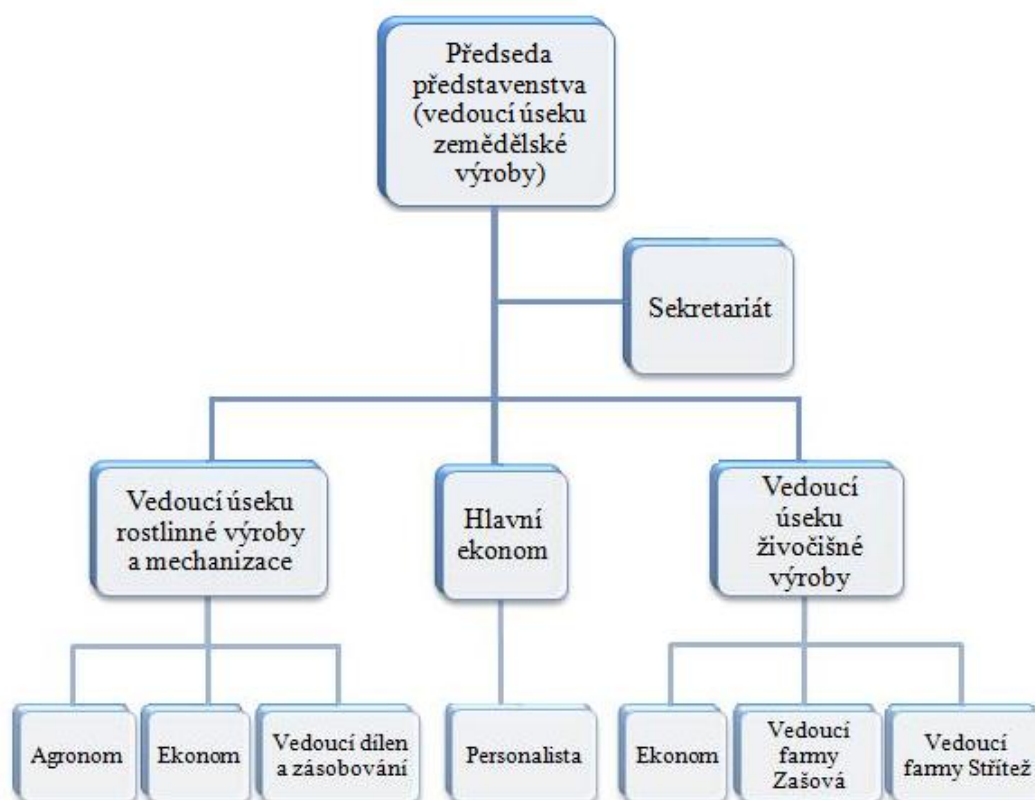 Předseda
představenstva
(vedoucí úseku
zemědělské
výroby)
Sekretariát
Vedoucí úseku
rostlinné výroby
a mechanizace
Hlavní
ekonom
Vedoucí
úseku
živočišné
výroby
Agronom
Ekonom
Vedoucí dílen
a zásobování
Personalista
Ekonom
Vedoucí
farmy
Zašová
Vedoucí
farmy Střítež